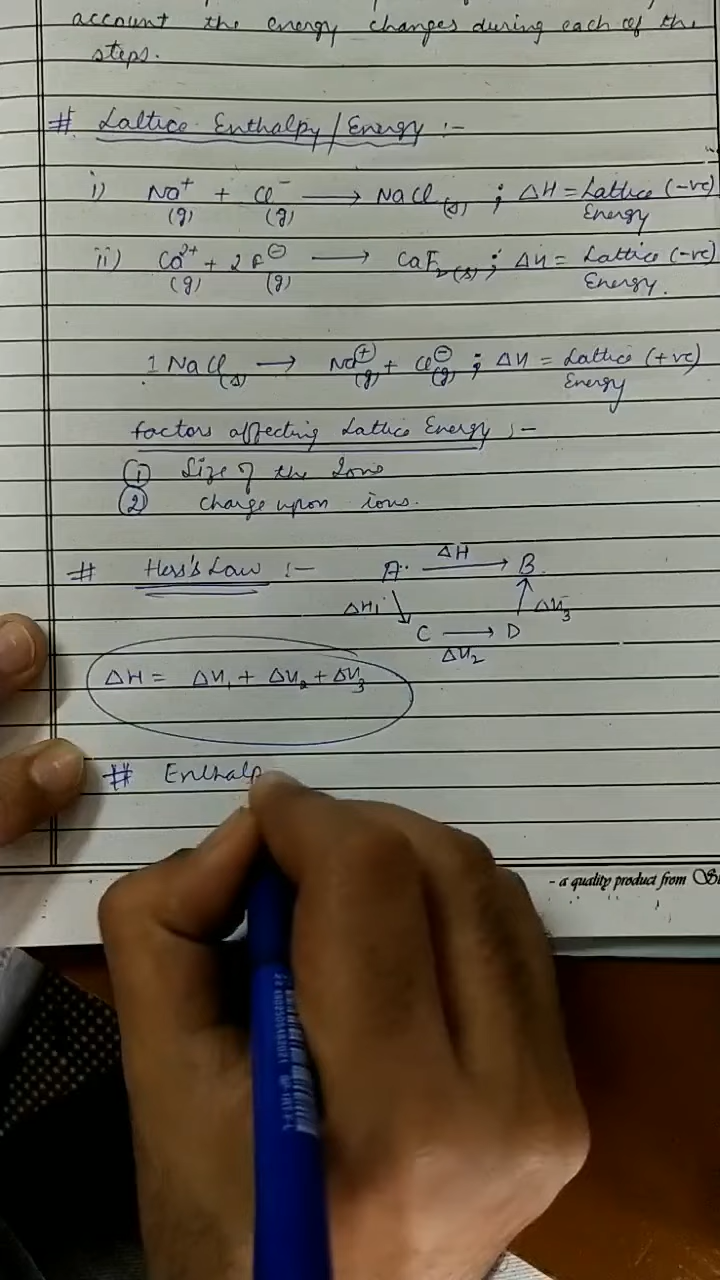 account the energy changes during each of the
steps.
# Lattice Enthalpy/Energy :-
i) Na⁺(g) + Cl⁻(g) → NaCl(s) ; ΔH = Lattice Energy (-ve)
ii) Ca²⁺(g) + 2F⊖(g) → CaF₂(s) ; ΔH = Lattice Energy. (-ve)
1 NaCl(s) → Na⊕(g) + Cl⊖(g) ; ΔH = Lattice Energy (+ve)
factors affecting Lattice Energy :-
① Size of the Ions
② Charge upon ions.
# Hess's Law :- A → B ΔH
ΔH₁ ΔH₃
C → D
ΔH₂
ΔH = ΔH₁ + ΔH₂ + ΔH₃
# Enthalp
- a quality product from